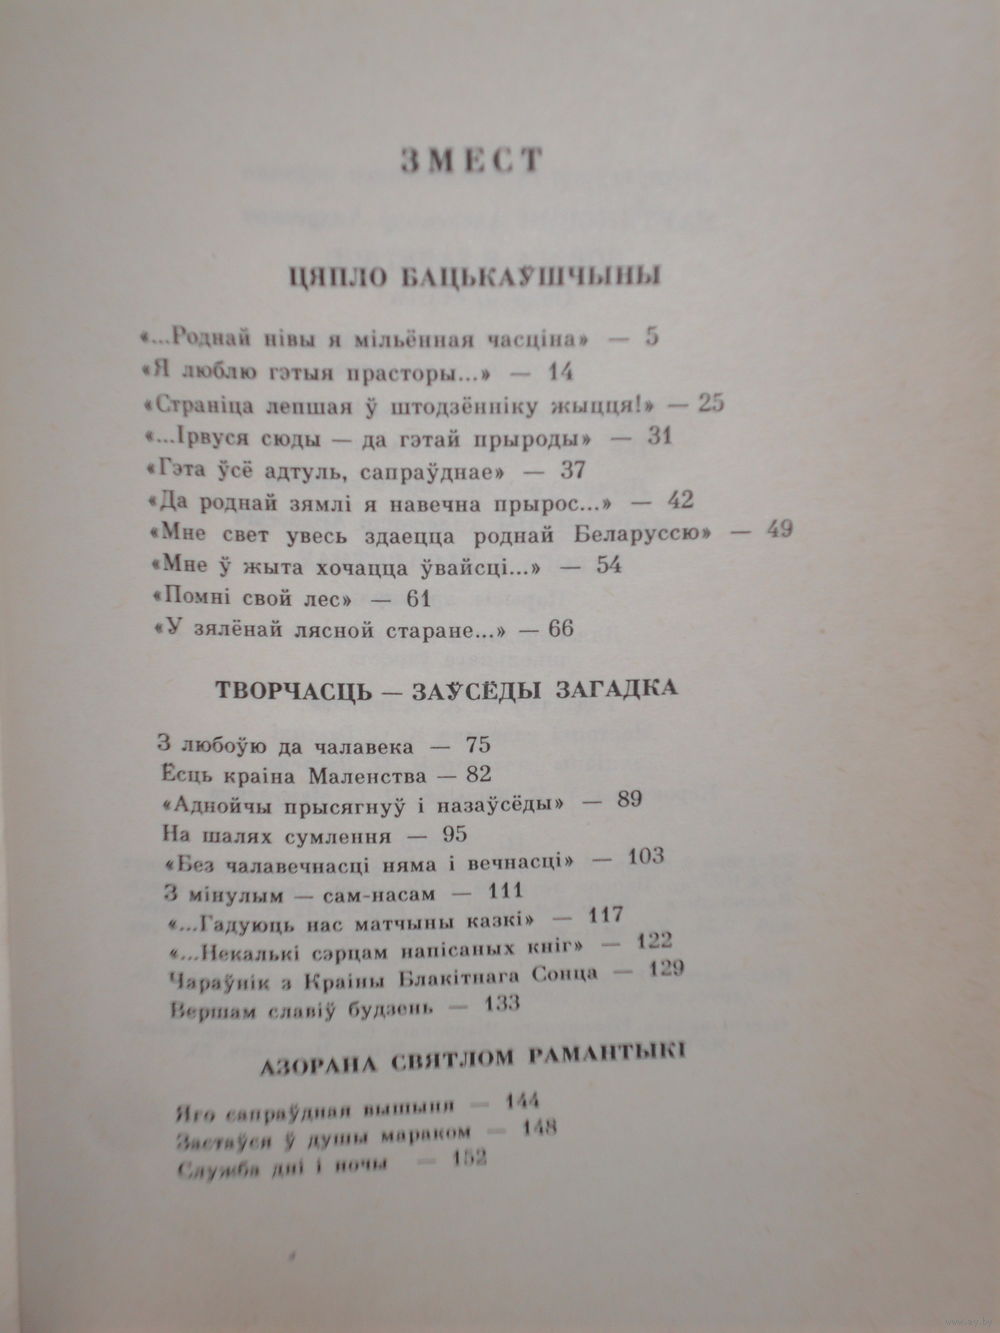 ЗМЕСТ
ЦЯПЛО БАЦЬКАЎШЧЫНЫ
«...Роднай нівы я мільённая часціна» — 5
«Я люблю гэтыя прасторы...» — 14
«Страніца лепшая ў штодзённіку жыцця!» — 25
«...Ірвуся сюды — да гэтай прыроды» — 31
«Гэта ўсё адтуль, сапраўднае» — 37
«Да роднай зямлі я навечна прырос...» — 42
«Мне свет увесь здаецца роднай Беларуссю» — 49
«Мне ў жыта хочацца ўвайсці...» — 54
«Помні свой лес» — 61
«У зялёнай лясной старане...» — 66
ТВОРЧАСЦЬ — ЗАЎСЁДЫ ЗАГАДКА
З любоўю да чалавека — 75
Ёсць краіна Маленства — 82
«Аднойчы прысягнуў і назаўсёды» — 89
На шалях сумлення — 95
«Без чалавечнасці няма і вечнасці» — 103
З мінулым — сам-насам — 111
«...Гадуюць нас матчыны казкі» — 117
«...Некалькі сэрцам напісаных кніг» — 122
Чараўнік з Краіны Блакітнага Сонца — 129
Вершам славіў будзень — 133
АЗОРАНА СВЯТЛОМ РАМАНТЫКІ
Яго сапраўдная вышыня — 144
Застаўся ў душы мараком — 148
Служба дні і ночы — 152
www.ay.by